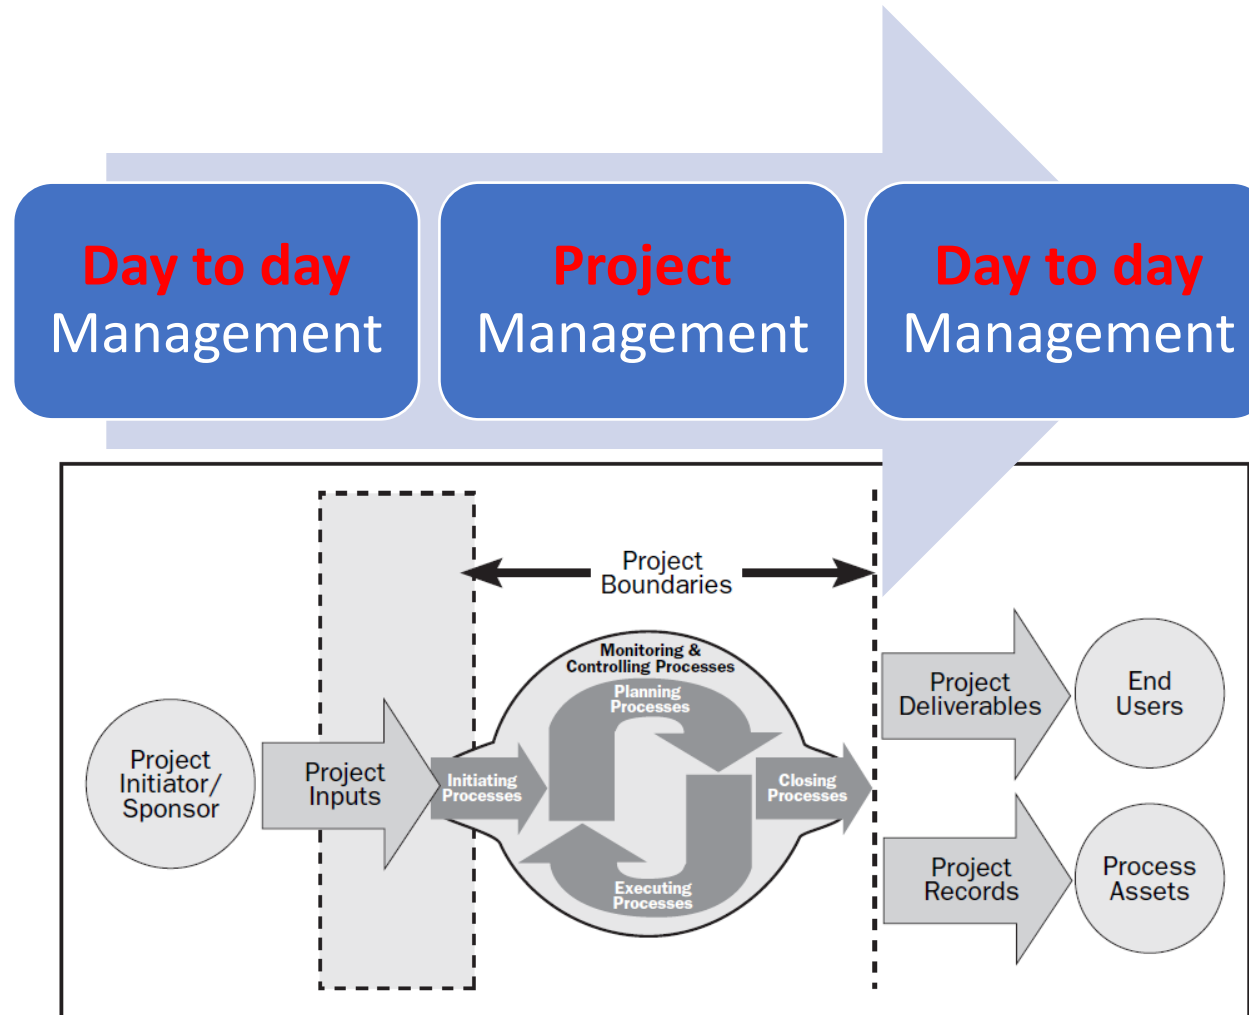 Day to day
Management
Project
Management
Day to day
Management
Project
Boundaries
Monitoring &
Controlling Processes
Planning
Processes
Project
Initiator/
Sponsor
Project
Inputs
Initiating
Processes
Closing
Processes
Executing
Processes
Project
Deliverables
End
Users
Project
Records
Process
Assets